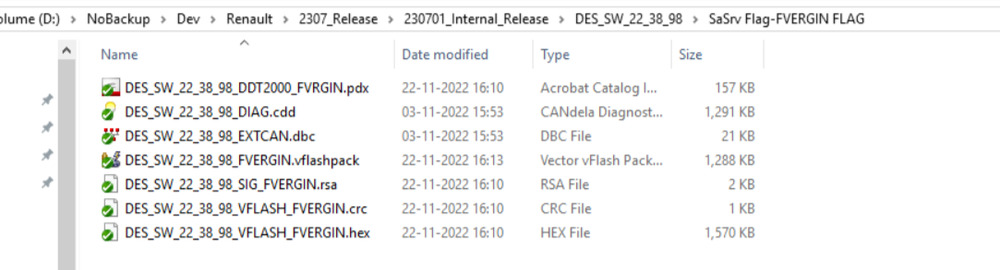 olume (D:) > NoBackup > Dev > Renault > 2307_Release > 230701_Internal_Release > DES_SW_22_38_98 > SaSrv Flag-FVERGIN FLAG
Name Date modified Type Size
DES_SW_22_38_98_DDT2000_FVRGIN.pdx 22-11-2022 16:10 Acrobat Catalog I... 157 KB
DES_SW_22_38_98_DIAG.cdd 03-11-2022 15:53 CANdela Diagnost... 1,291 KB
DES_SW_22_38_98_EXTCAN.dbc 03-11-2022 15:53 DBC File 21 KB
DES_SW_22_38_98_FVERGIN.vflashpack 22-11-2022 16:13 Vector vFlash Pack... 1,288 KB
DES_SW_22_38_98_SIG_FVERGIN.rsa 22-11-2022 16:10 RSA File 2 KB
DES_SW_22_38_98_VFLASH_FVERGIN.crc 22-11-2022 16:10 CRC File 1 KB
DES_SW_22_38_98_VFLASH_FVERGIN.hex 22-11-2022 16:10 HEX File 1,570 KB